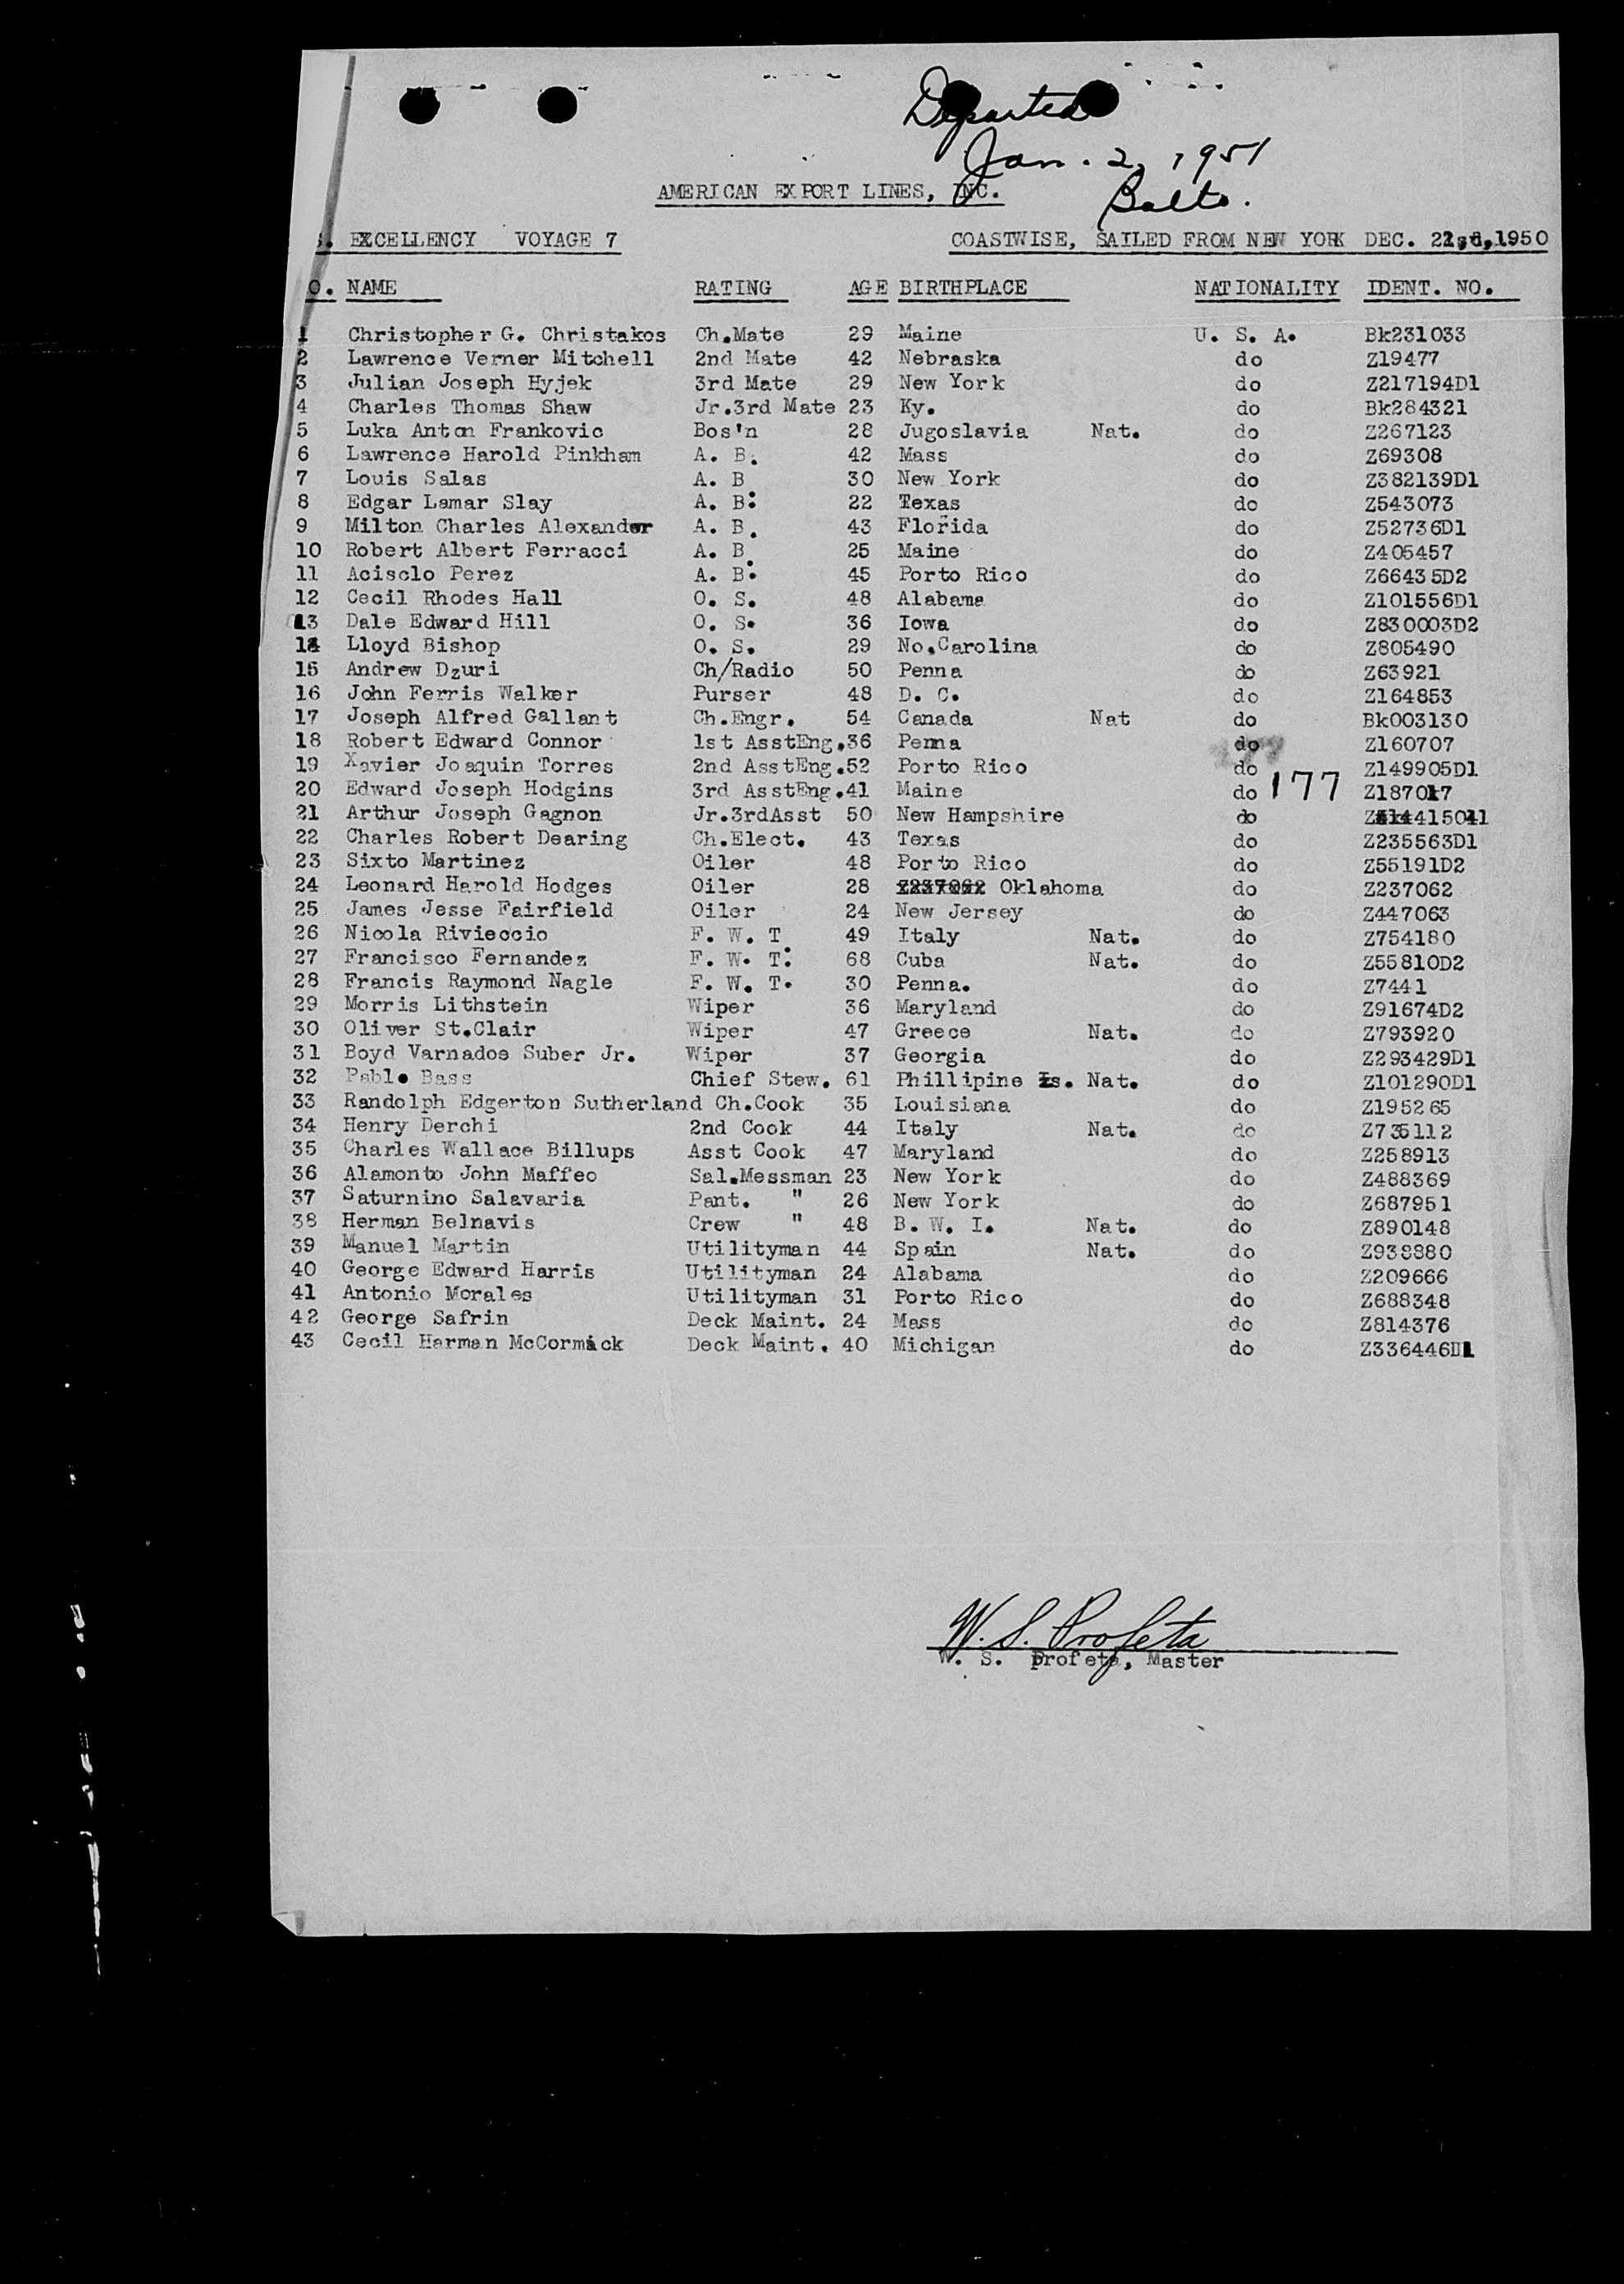 Departed
Jan. 2, 1951
Balto.
AMERICAN EXPORT LINES, INC.
S. EXCELLENCY VOYAGE 7 COASTWISE, SAILED FROM NEW YORK DEC. 1950
O. NAME RATING AGE BIRTHPLACE NATIONALITY IDENT. NO.
1 Christopher G. Christakos Ch.Mate 29 Maine U. S. A. Bk231033
2 Lawrence Verner Mitchell 2nd Mate 42 Nebraska do Z19477
3 Julian Joseph Hyjek 3rd Mate 29 New York do Z217194D1
4 Charles Thomas Shaw Jr.3rd Mate 23 Ky. do Bk284321
5 Luka Anton Frankovic Bos'n 28 Jugoslavia Nat. do Z267123
6 Lawrence Harold Pinkham A. B. 42 Mass do Z69308
7 Louis Salas A. B 30 New York do Z382139D1
8 Edgar Lamar Slay A. B: 22 Texas do Z543073
9 Milton Charles Alexander A. B. 43 Florida do Z52736D1
10 Robert Albert Ferracci A. B 25 Maine do Z405457
11 Acisclo Perez A. B: 45 Porto Rico do Z66435D2
12 Cecil Rhodes Hall O. S. 48 Alabama do Z101556D1
13 Dale Edward Hill O. S. 36 Iowa do Z830003D2
14 Lloyd Bishop O. S. 29 No.Carolina do Z805490
15 Andrew Dzuri Ch/Radio 50 Penna do Z63921
16 John Ferris Walker Purser 48 D. C. do Z164853
17 Joseph Alfred Gallant Ch.Engr. 54 Canada Nat do Bk003130
18 Robert Edward Connor 1st AsstEng.36 Penna do Z160707
19 Xavier Joaquin Torres 2nd AsstEng.52 Porto Rico do Z149905D1
20 Edward Joseph Hodgins 3rd AsstEng.41 Maine do 177 Z187017
21 Arthur Joseph Gagnon Jr.3rdAsst 50 New Hampshire do
22 Charles Robert Dearing Ch.Elect. 43 Texas do Z235563D1
23 Sixto Martinez Oiler 48 Porto Rico do Z55191D2
24 Leonard Harold Hodges Oiler 28 Oklahoma do Z237062
25 James Jesse Fairfield Oiler 24 New Jersey do Z447063
26 Nicola Rivieccio F. W. T 49 Italy Nat. do Z754180
27 Francisco Fernandez F. W. T: 68 Cuba Nat. do Z55810D2
28 Francis Raymond Nagle F. W. T. 30 Penna. do Z7441
29 Morris Lithstein Wiper 36 Maryland do Z91674D2
30 Oliver St.Clair Wiper 47 Greece Nat. do Z793920
31 Boyd Varnadoe Suber Jr. Wiper 37 Georgia do Z293429D1
32 Pablo Bass Chief Stew. 61 Phillipine Is. Nat. do Z101290D1
33 Randolph Edgerton Sutherland Ch.Cook 35 Louisiana do Z195265
34 Henry Derchi 2nd Cook 44 Italy Nat. do Z735112
35 Charles Wallace Billups Asst Cook 47 Maryland do Z258913
36 Alamonto John Maffeo Sal.Messman 23 New York do Z488369
37 Saturnino Salavaria Pant. " 26 New York do Z687951
38 Herman Belnavis Crew " 48 B. W. I. Nat. do Z890148
39 Manuel Martin Utilityman 44 Spain Nat. do Z938880
40 George Edward Harris Utilityman 24 Alabama do Z209666
41 Antonio Morales Utilityman 31 Porto Rico do Z688348
42 George Safrin Deck Maint. 24 Mass do Z814376
43 Cecil Harman McCormick Deck Maint. 40 Michigan do Z336446D1
W. S. Profeta
W. S. Profeta, Master